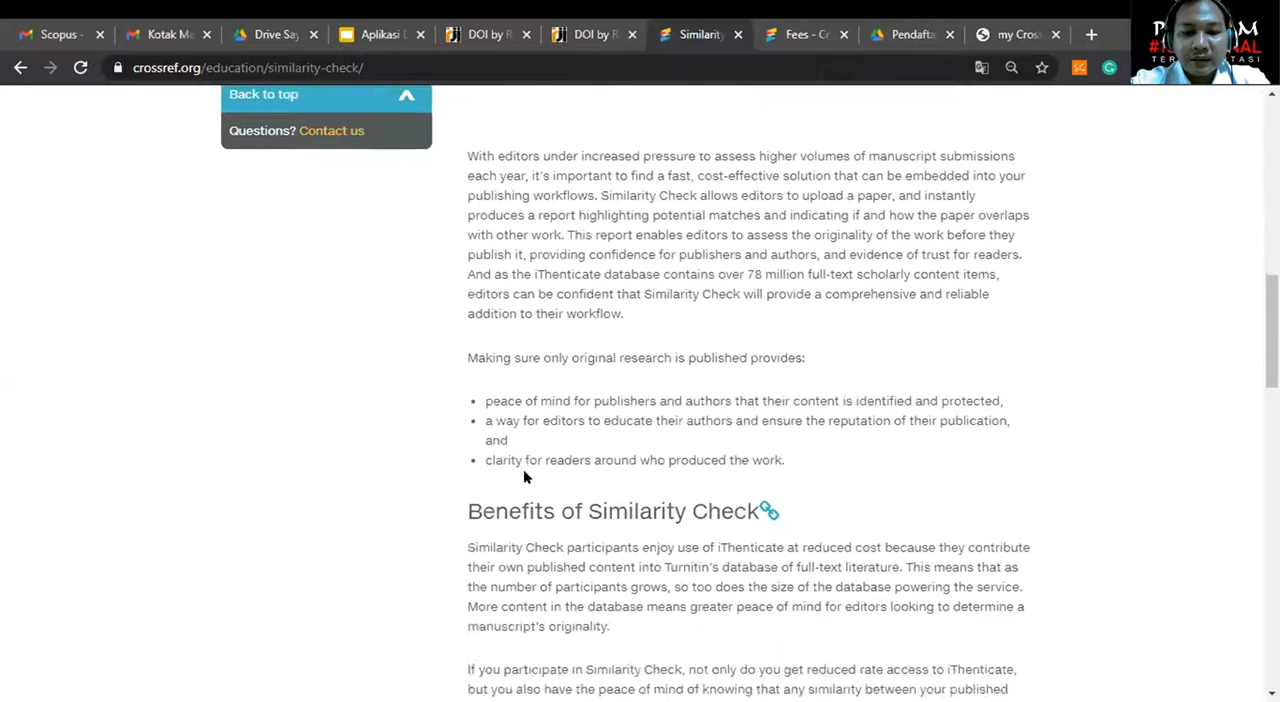 Scopus -
Kotak Ma
Drive Say
Aplikasi D
DOI by R
DOI by R
Similarity
Fees - Cr
Pendafta
my Cross
crossref.org/education/similarity-check/
Back to top
Questions? Contact us
With editors under increased pressure to assess higher volumes of manuscript submissions
each year, it's important to find a fast, cost-effective solution that can be embedded into your
publishing workflows. Similarity Check allows editors to upload a paper, and instantly
produces a report highlighting potential matches and indicating if and how the paper overlaps
with other work. This report enables editors to assess the originality of the work before they
publish it, providing confidence for publishers and authors, and evidence of trust for readers.
And as the iThenticate database contains over 78 million full-text scholarly content items,
editors can be confident that Similarity Check will provide a comprehensive and reliable
addition to their workflow.
Making sure only original research is published provides:
• peace of mind for publishers and authors that their content is identified and protected,
• a way for editors to educate their authors and ensure the reputation of their publication,
and
• clarity for readers around who produced the work.
Benefits of Similarity Check
Similarity Check participants enjoy use of iThenticate at reduced cost because they contribute
their own published content into Turnitin's database of full-text literature. This means that as
the number of participants grows, so too does the size of the database powering the service.
More content in the database means greater peace of mind for editors looking to determine a
manuscript's originality.
If you participate in Similarity Check, not only do you get reduced rate access to iThenticate,
but you also have the peace of mind of knowing that any similarity between your published